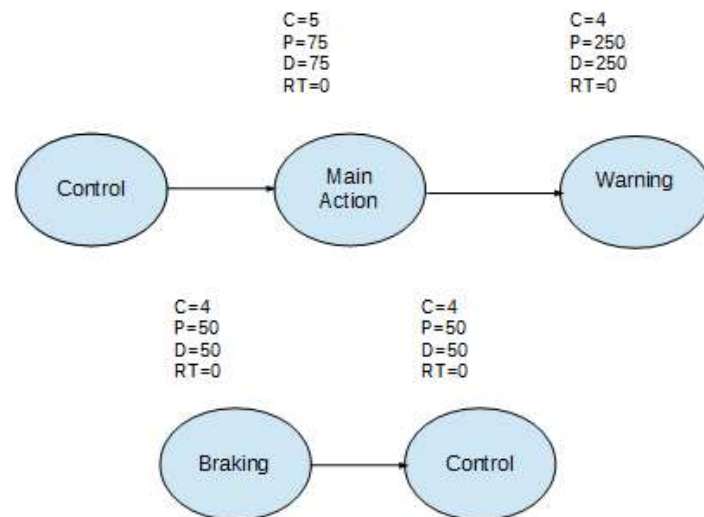 C=5
P=75
D=75
RT=0
C=4
P=250
D=250
RT=0
Control
Main
Action
Warning
C=4
P=50
D=50
RT=0
C=4
P=50
D=50
RT=0
Braking
Control